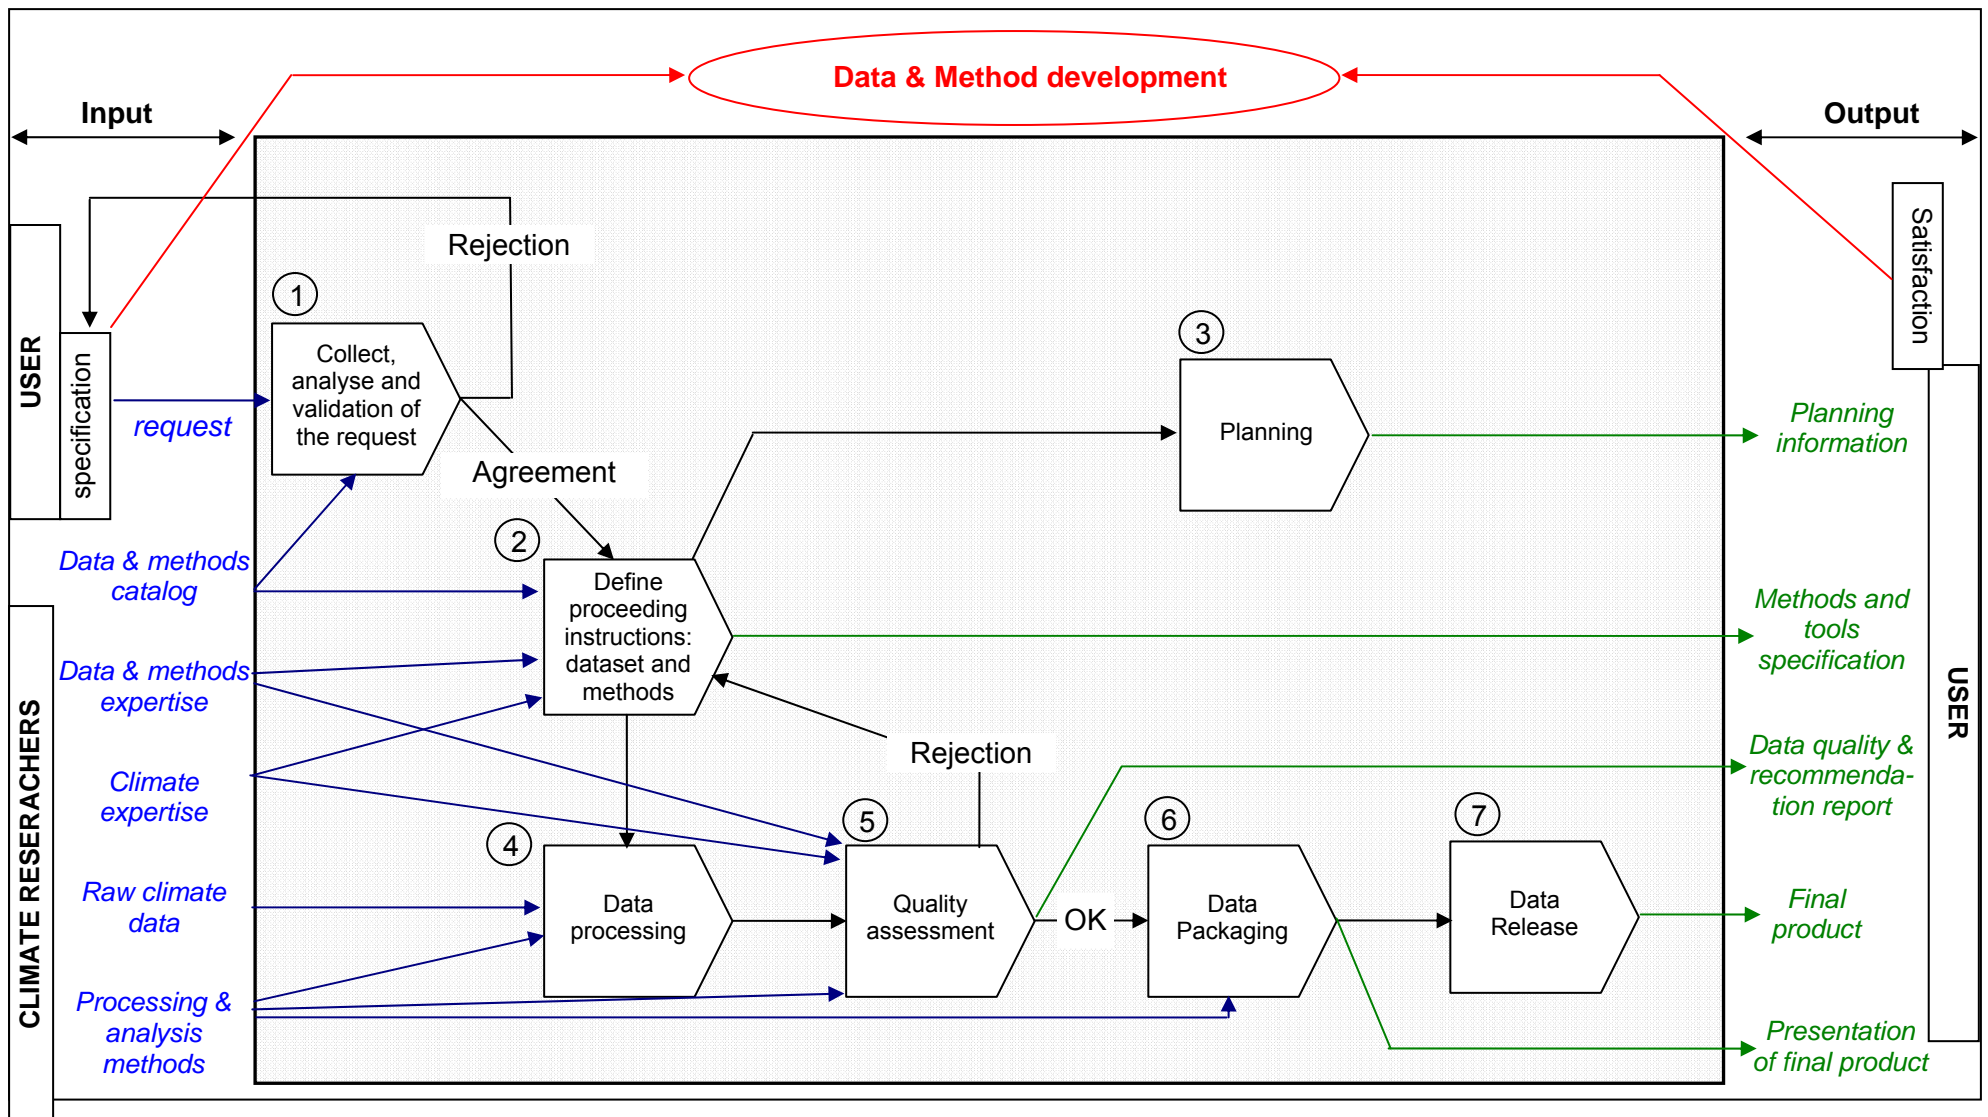 Data & Method development
Input
Output
USER
specification
request
Data & methods
catalog
Data & methods
expertise
Climate
expertise
Raw climate
data
Processing &
analysis
methods
CLIMATE RESERACHERS
Rejection
1
Collect,
analyse and
validation of
the request
Agreement
2
Define
proceeding
instructions:
dataset and
methods
3
Planning
Rejection
4
Data
processing
5
Quality
assessment
OK
6
Data
Packaging
7
Data
Release
Satisfaction
USER
Planning
information
Methods and
tools
specification
Data quality &
recommenda-
tion report
Final
product
Presentation
of final product